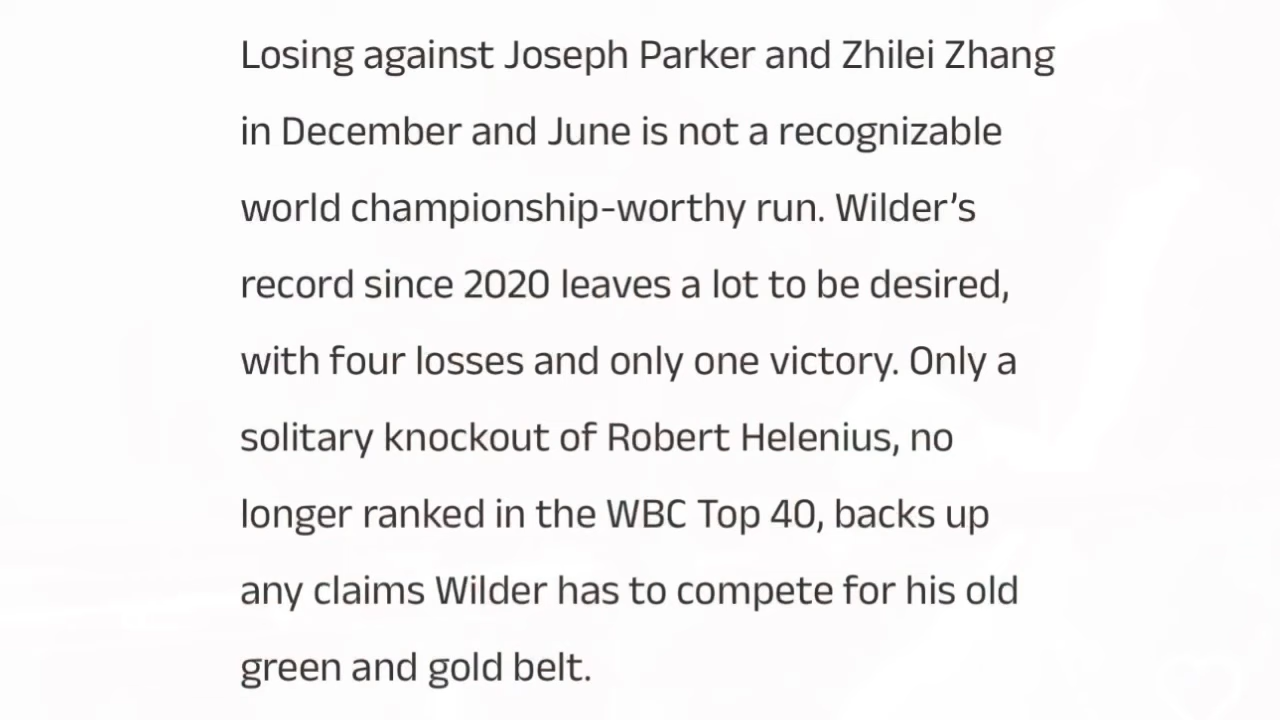 Losing against Joseph Parker and Zhilei Zhang
in December and June is not a recognizable
world championship-worthy run. Wilder’s
record since 2020 leaves a lot to be desired,
with four losses and only one victory. Only a
solitary knockout of Robert Helenius, no
longer ranked in the WBC Top 40, backs up
any claims Wilder has to compete for his old
green and gold belt.